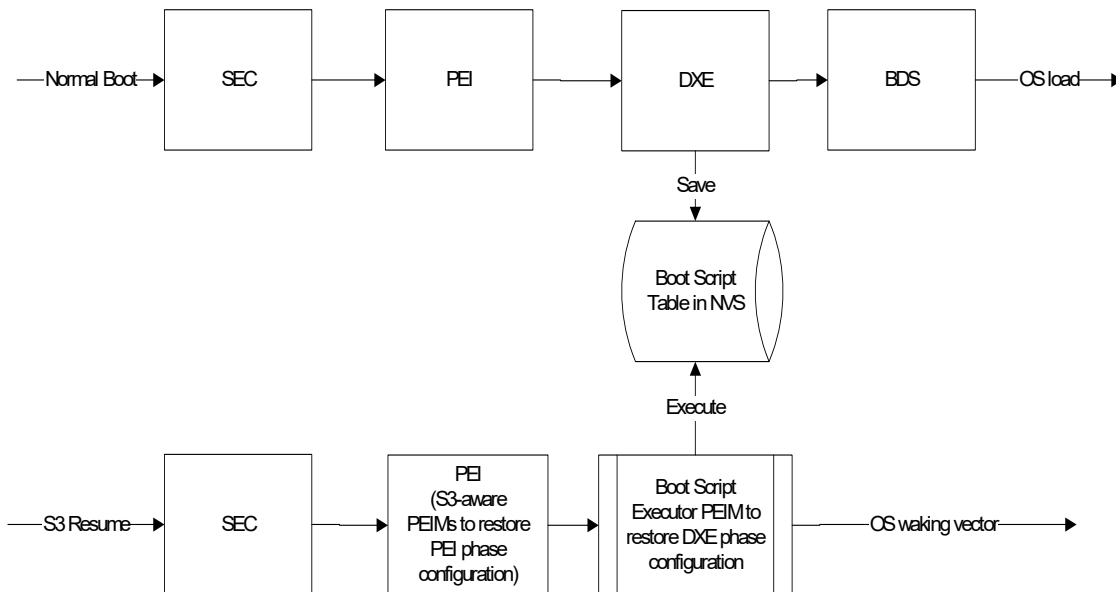 Normal Boot
SEC
PEI
DXE
BDS
OS load
Save
Boot Script
Table in NVS
Execute
S3 Resume
SEC
PEI
(S3-aware
PEIMs to restore
PEI phase
configuration)
Boot Script
Executor PEIM to
restore DXE phase
configuration
OS waking vector